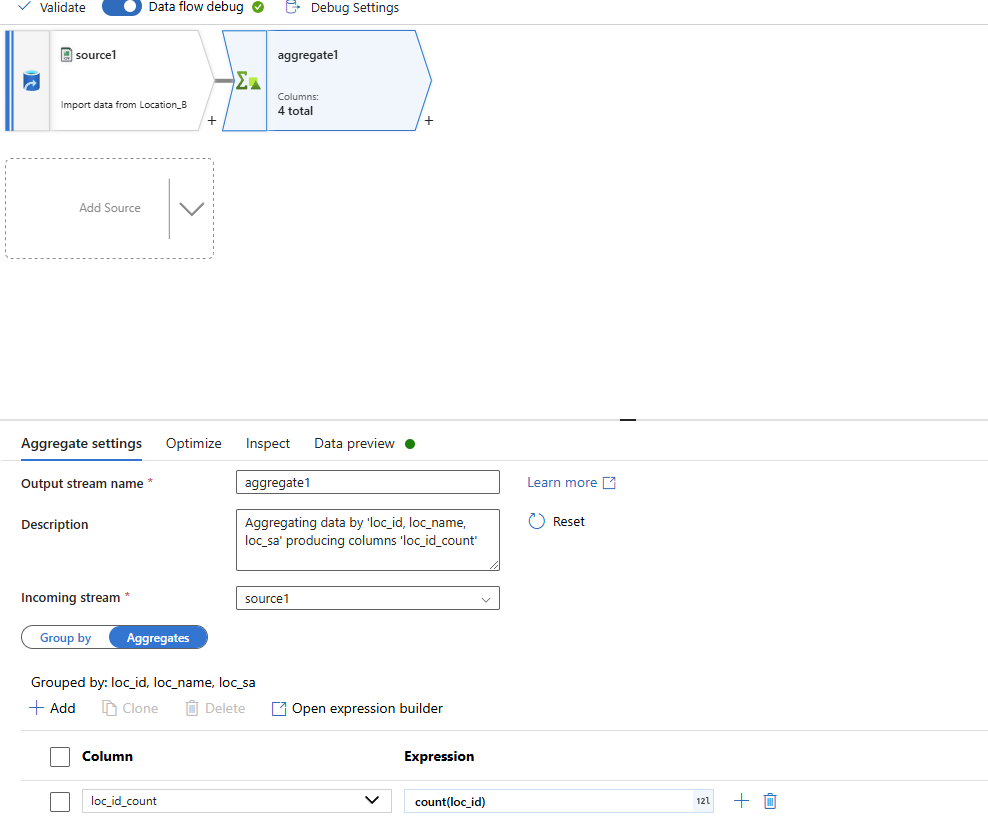 Validate
Data flow debug
Debug Settings
source1
Import data from Location_B
+
aggregate1
Columns:
4 total
+
Add Source
Aggregate settings
Optimize
Inspect
Data preview
Output stream name *
aggregate1
Learn more
Description
Aggregating data by 'loc_id, loc_name,
loc_sa' producing columns 'loc_id_count'
Reset
Incoming stream *
source1
Group by
Aggregates
Grouped by: loc_id, loc_name, loc_sa
+ Add
Clone
Delete
Open expression builder
Column
Expression
loc_id_count
count(loc_id)
12l